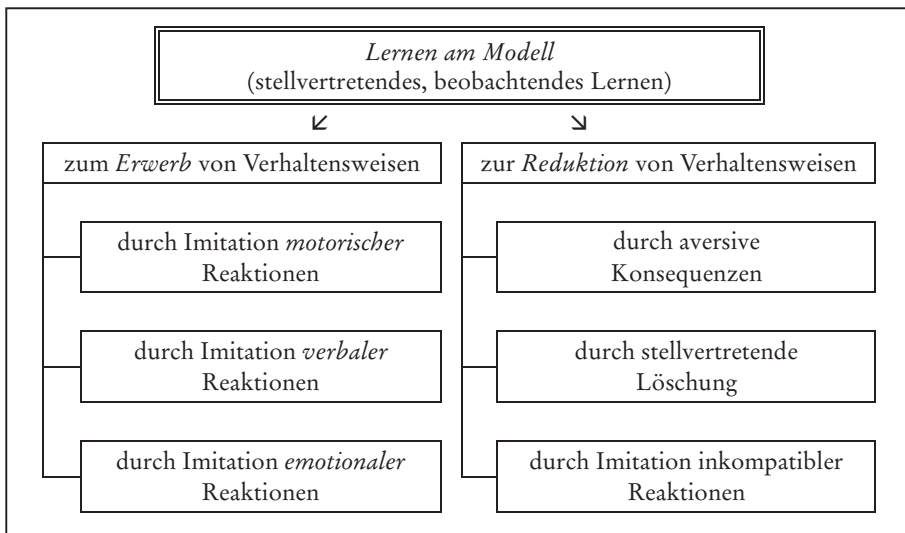 Lernen am Modell
(stellvertretendes, beobachtendes Lernen)
zum Erwerb von Verhaltensweisen
durch Imitation motorischer
Reaktionen
durch Imitation verbaler
Reaktionen
durch Imitation emotionaler
Reaktionen
zur Reduktion von Verhaltensweisen
durch aversive
Konsequenzen
durch stellvertretende
Löschung
durch Imitation inkompatibler
Reaktionen